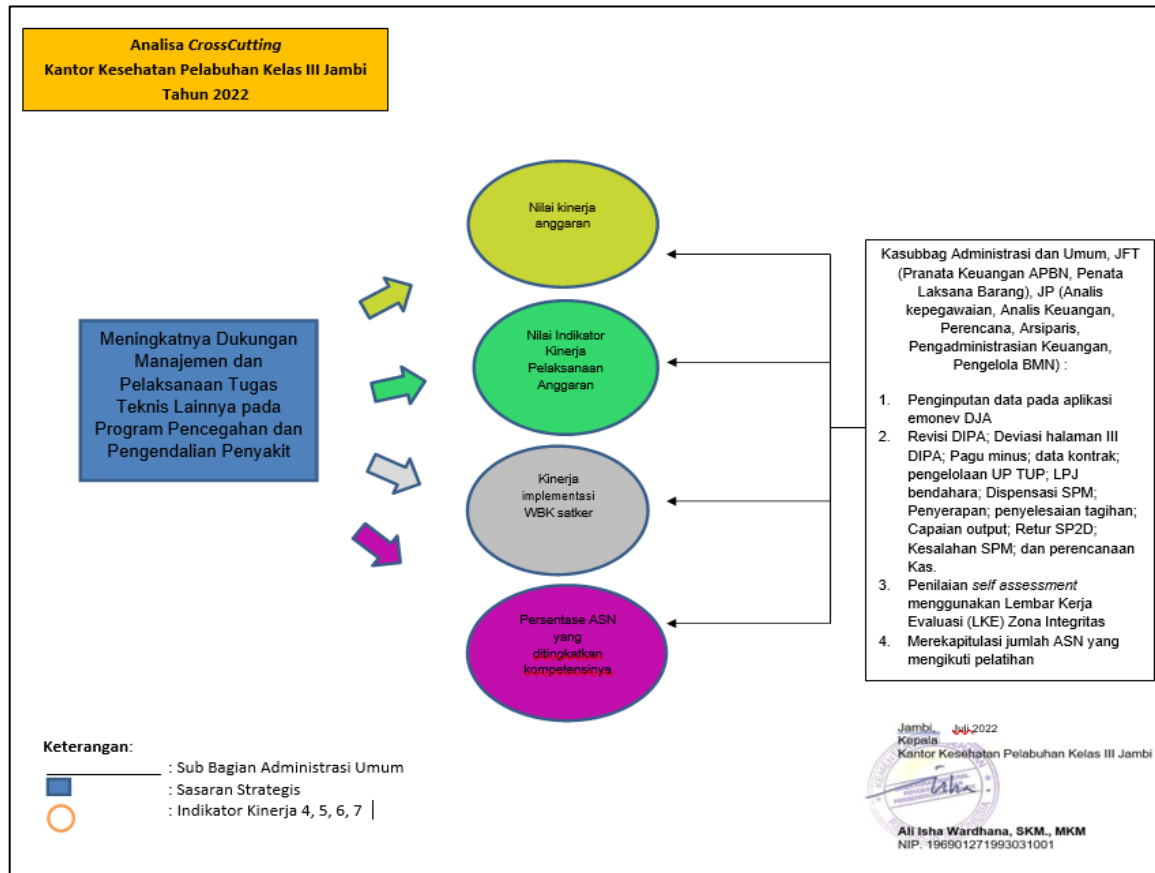 Analisa CrossCutting
Kantor Kesehatan Pelabuhan Kelas III Jambi
Tahun 2022
Meningkatnya Dukungan
Manajemen dan
Pelaksanaan Tugas
Teknis Lainnya pada
Program Pencegahan dan
Pengendalian Penyakit
Nilai kinerja
anggaran
Nilai Indikator
Kinerja
Pelaksanaan
Anggaran
Kinerja
implementasi
WBK satker
Persentase ASN
yang
ditingkatkan
kompetensinya
Kasubbag Administrasi dan Umum, JFT
(Pranata Keuangan APBN, Penata
Laksana Barang), JP (Analis
kepegawaian, Analis Keuangan,
Perencana, Arsiparis,
Pengadministrasian Keuangan,
Pengelola BMN) :
1. Penginputan data pada aplikasi
emonev DJA
2. Revisi DIPA; Deviasi halaman III
DIPA; Pagu minus; data kontrak;
pengelolaan UP TUP; LPJ
bendahara; Dispensasi SPM;
Penyerapan; penyelesaian tagihan;
Capaian output; Retur SP2D;
Kesalahan SPM; dan perencanaan
Kas.
3. Penilaian self assessment
menggunakan Lembar Kerja
Evaluasi (LKE) Zona Integritas
4. Merekapitulasi jumlah ASN yang
mengikuti pelatihan
Keterangan:
: Sub Bagian Administrasi Umum
: Sasaran Strategis
: Indikator Kinerja 4, 5, 6, 7
Jambi, Juli 2022
Kepala
Kantor Kesehatan Pelabuhan Kelas III Jambi
Ali Isha Wardhana, SKM., MKM
NIP. 196901271993031001